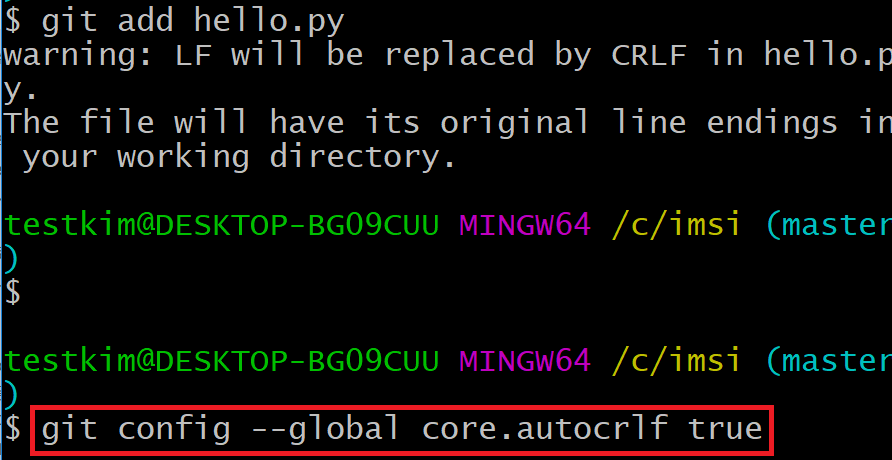 $ git add hello.py
warning: LF will be replaced by CRLF in hello.p
y.
The file will have its original line endings in
 your working directory.
testkim@DESKTOP-BG09CUU MINGW64 /c/imsi (master
)
$
testkim@DESKTOP-BG09CUU MINGW64 /c/imsi (master
)
$ git config --global core.autocrlf true